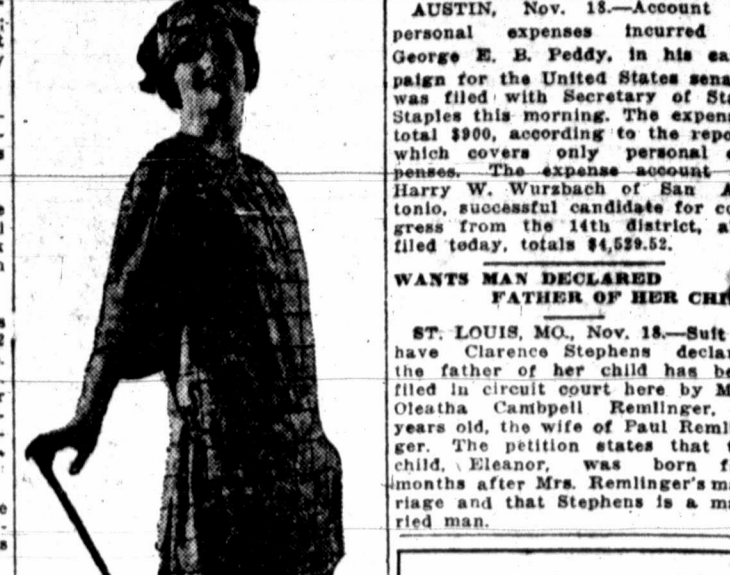 AUSTIN, Nov. 18.—Account
personal expenses incurred
George E. B. Peddy, in his ca
paign for the United States sena
was filed with Secretary of Sta
Staples this morning. The expens
total $900, according to the repo
which covers only personal e
penses. The expense account
Harry W. Wurzbach of San A
tonio, successful candidate for co
gress from the 14th district, a
filed today, totals $4,529.52.
WANTS MAN DECLARED
FATHER OF HER CHI
ST. LOUIS, MO., Nov. 18.—Suit
have Clarence Stephens declar
the father of her child has be
filed in circuit court here by M
Oleatha Cambpell Remlinger,
years old, the wife of Paul Reml
ger. The petition states that t
child, Eleanor, was born f
months after Mrs. Remlinger's ma
riage and that Stephens is a ma
ried man.